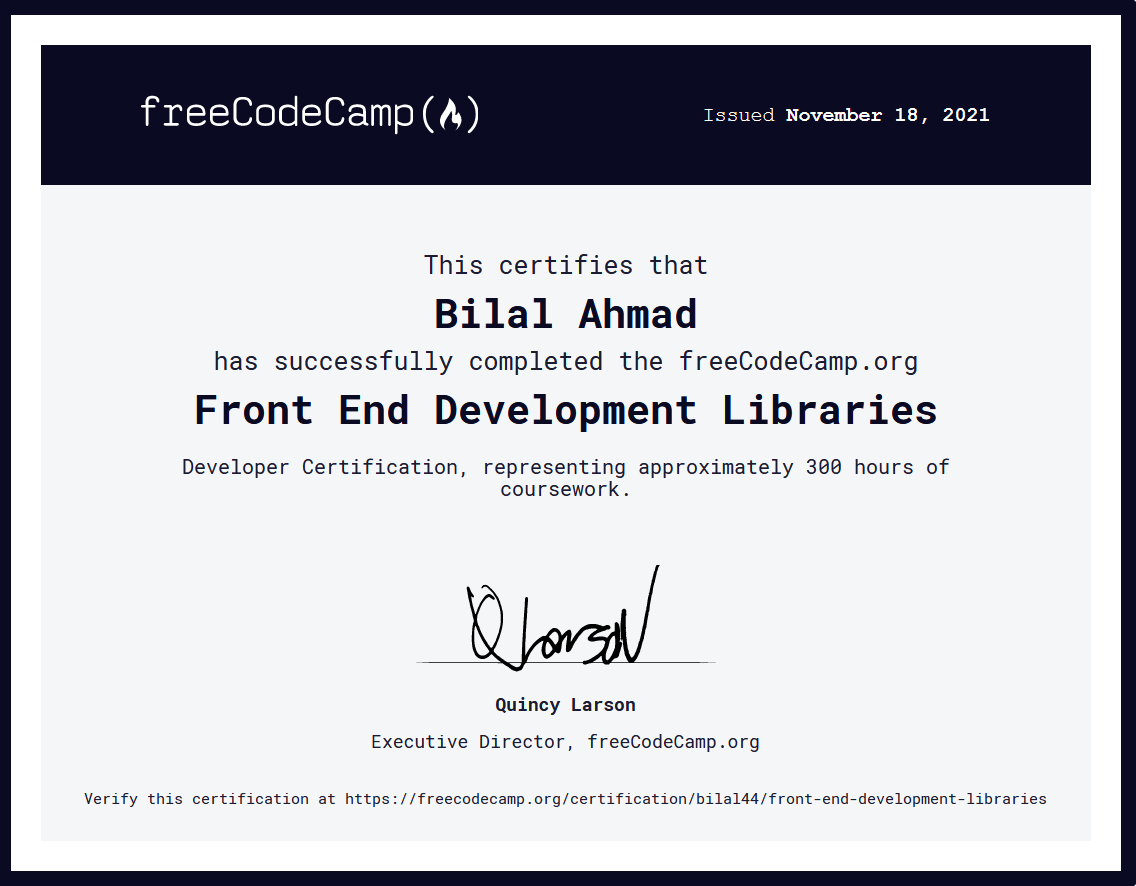 freeCodeCamp(🔥)
Issued November 18, 2021
This certifies that
Bilal Ahmad
has successfully completed the freeCodeCamp.org
Front End Development Libraries
Developer Certification, representing approximately 300 hours of
coursework.
Q Larson
Quincy Larson
Executive Director, freeCodeCamp.org
Verify this certification at https://freecodecamp.org/certification/bilal44/front-end-development-libraries